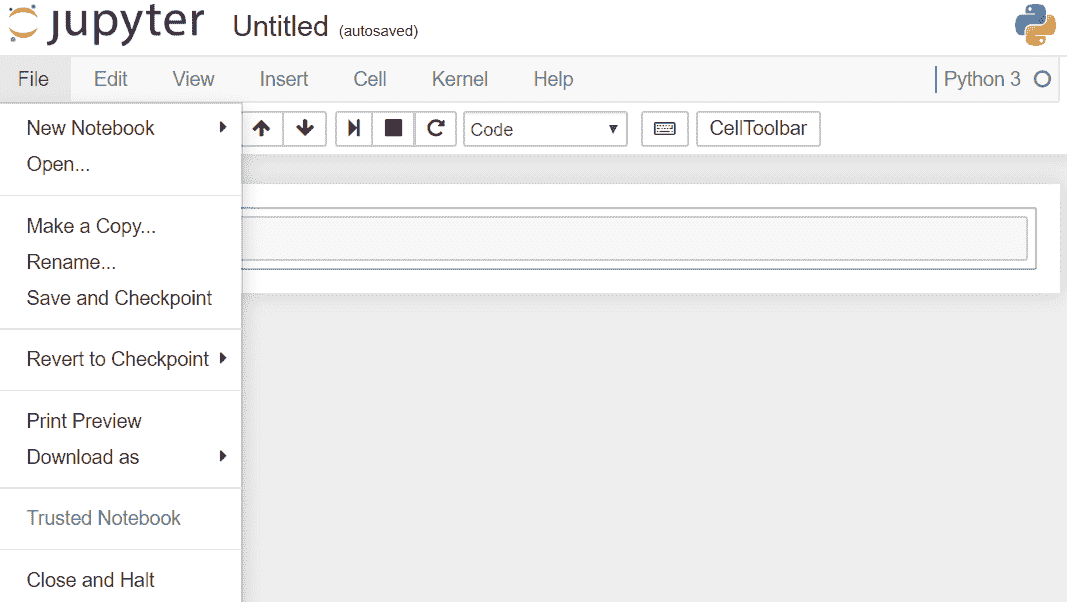 jupyter Untitled (autosaved)
File Edit View Insert Cell Kernel Help Python 3
New Notebook
Code CellToolbar
Open...
Make a Copy...
Rename...
Save and Checkpoint
Revert to Checkpoint
Print Preview
Download as
Trusted Notebook
Close and Halt